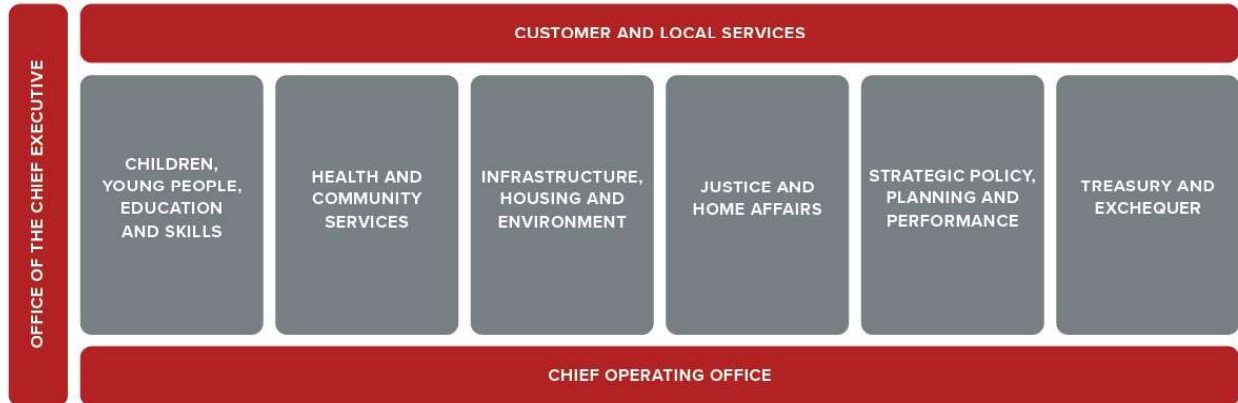 OFFICE OF THE CHIEF EXECUTIVE
CUSTOMER AND LOCAL SERVICES
CHILDREN,
YOUNG PEOPLE,
EDUCATION
AND SKILLS
HEALTH AND
COMMUNITY
SERVICES
INFRASTRUCTURE,
HOUSING AND
ENVIRONMENT
JUSTICE AND
HOME AFFAIRS
STRATEGIC POLICY,
PLANNING AND
PERFORMANCE
TREASURY AND
EXCHEQUER
CHIEF OPERATING OFFICE